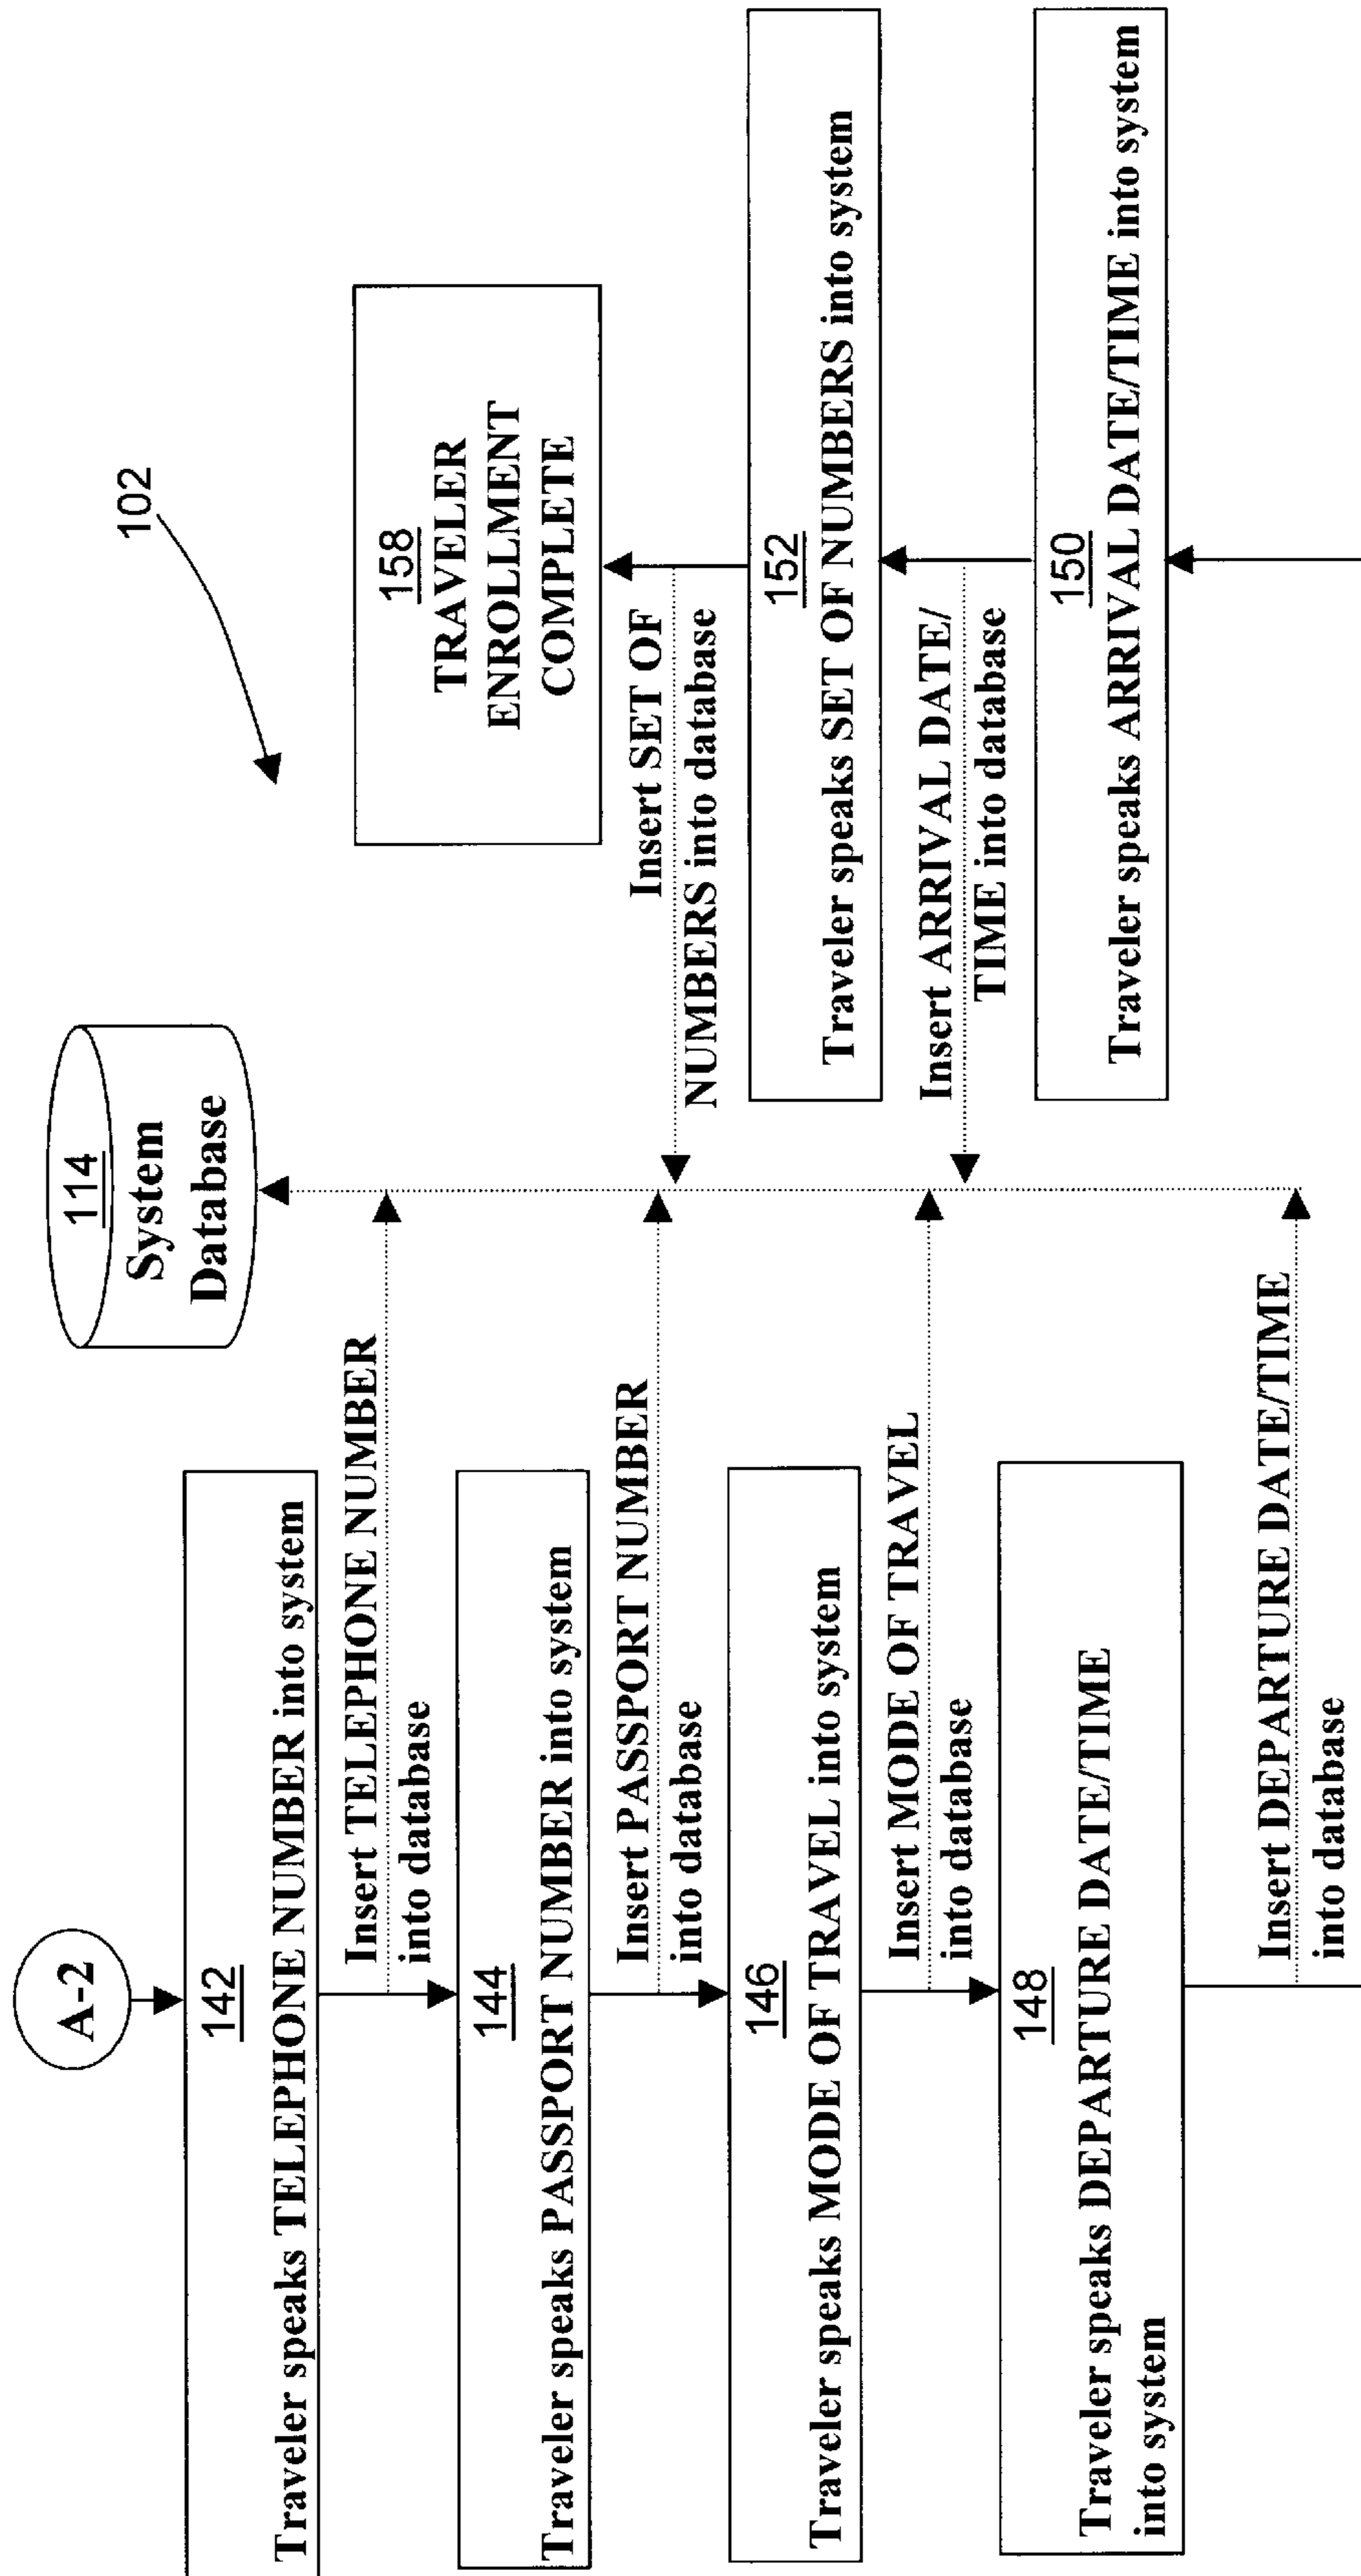 A-2
142
Traveler speaks TELEPHONE NUMBER into system
Insert TELEPHONE NUMBER
into database
144
Traveler speaks PASSPORT NUMBER into system
Insert PASSPORT NUMBER
into database
146
Traveler speaks MODE OF TRAVEL into system
Insert MODE OF TRAVEL
into database
148
Traveler speaks DEPARTURE DATE/TIME
into system
Insert DEPARTURE DATE/TIME
into database
114
System
Database
102
158
TRAVELER
ENROLLMENT
COMPLETE
Insert SET OF
NUMBERS into database
152
Traveler speaks SET OF NUMBERS into system
Insert ARRIVAL DATE/
TIME into database
150
Traveler speaks ARRIVAL DATE/TIME into system